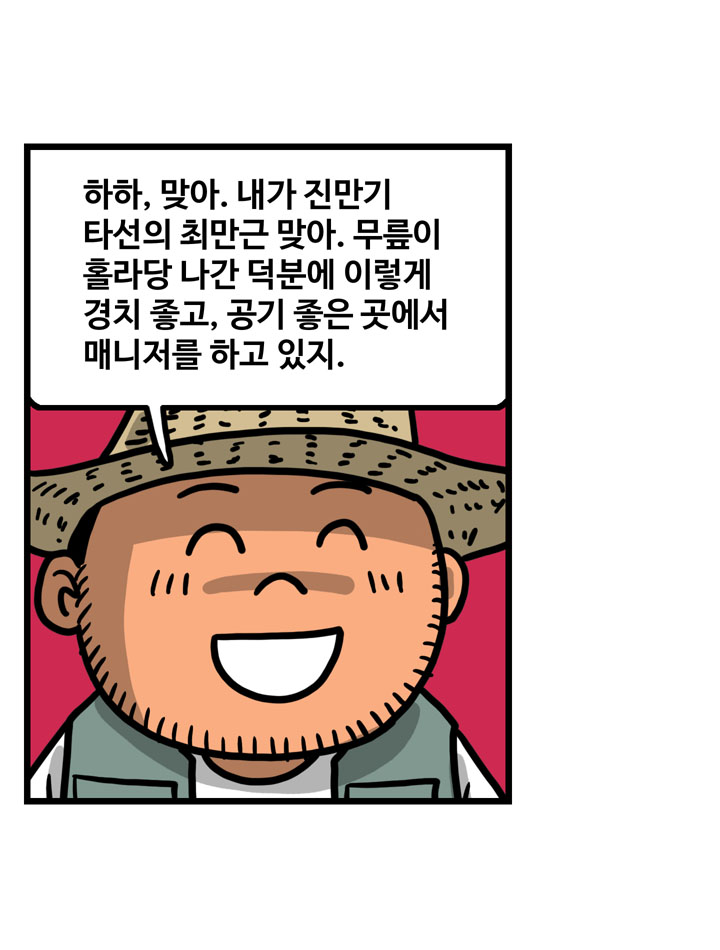 하하, 맞아. 내가 진만기
타선의 최만근 맞아. 무릎이
홀라당 나간 덕분에 이렇게
경치 좋고, 공기 좋은 곳에서
매니저를 하고 있지.